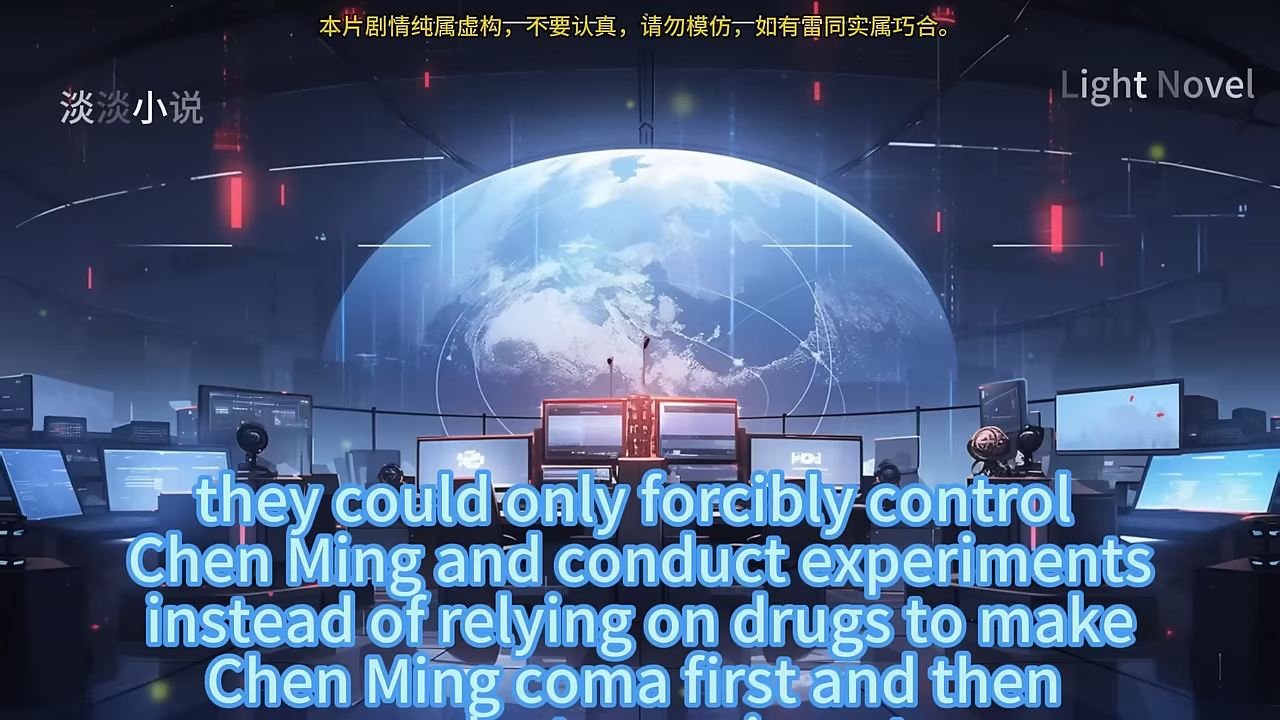 本片剧情纯属虚构，不要认真，请勿模仿，如有雷同实属巧合。
淡淡小说
Light Novel
they could only forcibly control
Chen Ming and conduct experiments
instead of relying on drugs to make
Chen Ming coma first and then